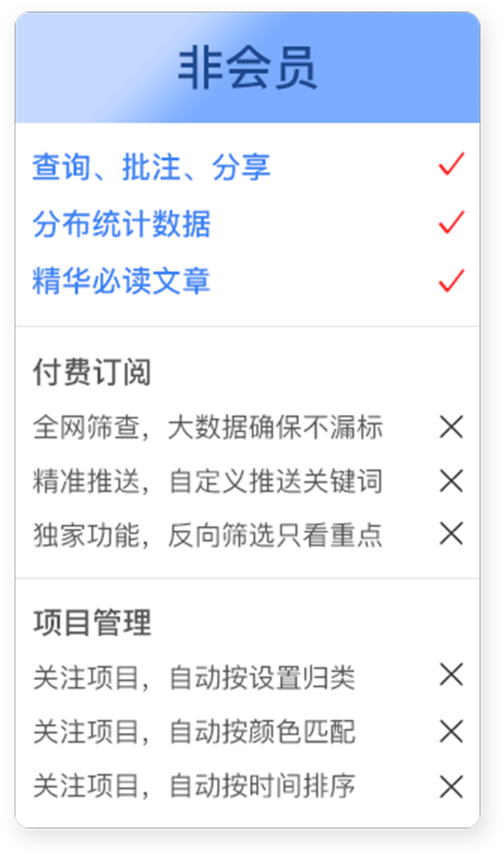 非会员
查询、批注、分享
分布统计数据
精华必读文章
付费订阅
全网筛查，大数据确保不漏标
精准推送，自定义推送关键词
独家功能，反向筛选只看重点
项目管理
关注项目，自动按设置归类
关注项目，自动按颜色匹配
关注项目，自动按时间排序